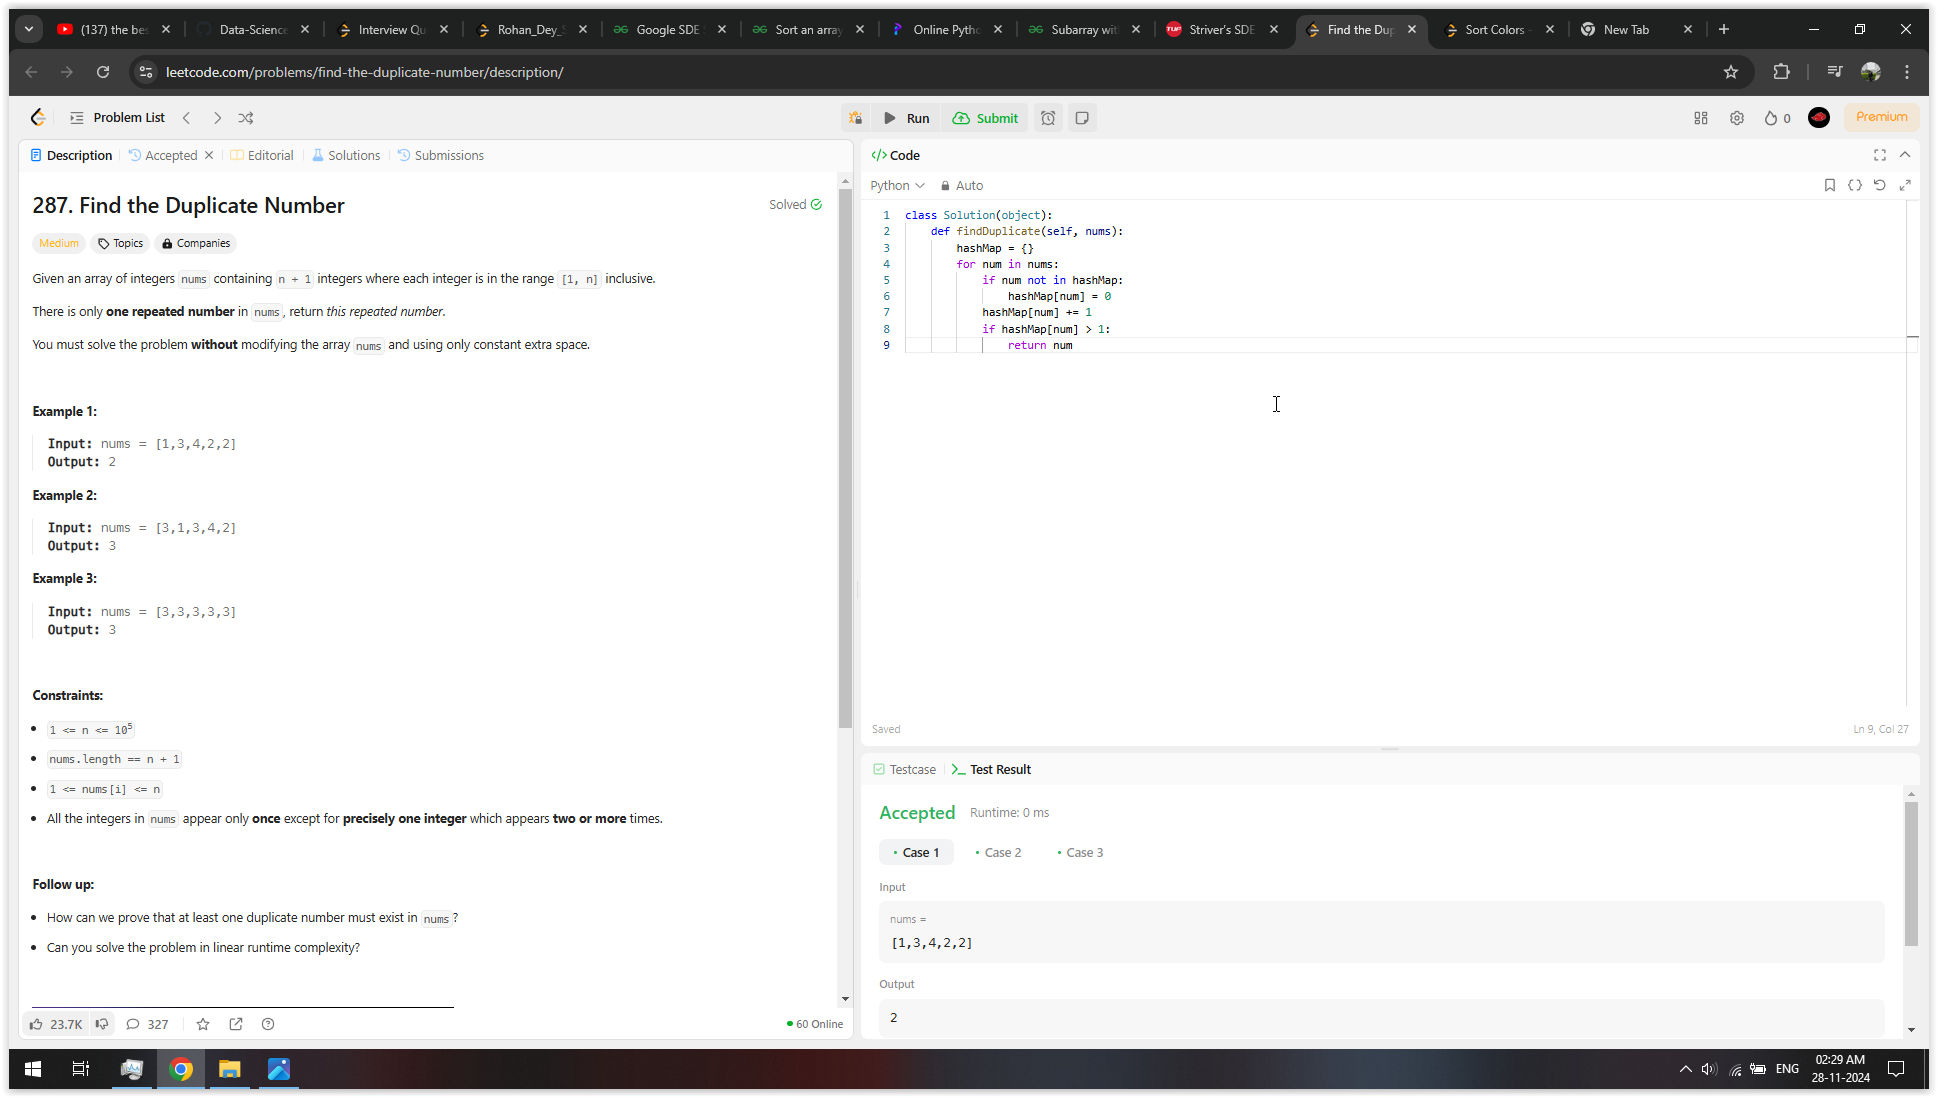 (137) the be
Data-Science
Interview Qu
Rohan_Dey_S
Google SDE
Sort an array
Online Pytho
Subarray wit
Striver's SDE
Find the Dup
Sort Colors -
New Tab
leetcode.com/problems/find-the-duplicate-number/description/
Problem List
Run
Submit
0
Premium
Description
Accepted
Editorial
Solutions
Submissions
287. Find the Duplicate Number
Solved
Medium
Topics
Companies
Given an array of integers nums containing n + 1 integers where each integer is in the range [1, n] inclusive.
There is only one repeated number in nums, return this repeated number.
You must solve the problem without modifying the array nums and using only constant extra space.
Example 1:
Input: nums = [1,3,4,2,2]
Output: 2
Example 2:
Input: nums = [3,1,3,4,2]
Output: 3
Example 3:
Input: nums = [3,3,3,3,3]
Output: 3
Constraints:
1 <= n <= 10⁵
nums.length == n + 1
1 <= nums[i] <= n
All the integers in nums appear only once except for precisely one integer which appears two or more times.
Follow up:
How can we prove that at least one duplicate number must exist in nums?
Can you solve the problem in linear runtime complexity?
23.7K
327
60 Online
</> Code
Python
Auto
1 class Solution(object):
2 def findDuplicate(self, nums):
3 hashMap = {}
4 for num in nums:
5 if num not in hashMap:
6 hashMap[num] = 0
7 hashMap[num] += 1
8 if hashMap[num] > 1:
9 return num
Saved
Ln 9, Col 27
Testcase
Test Result
Accepted
Runtime: 0 ms
Case 1
Case 2
Case 3
Input
nums =
[1,3,4,2,2]
Output
2
ENG
02:29 AM
28-11-2024